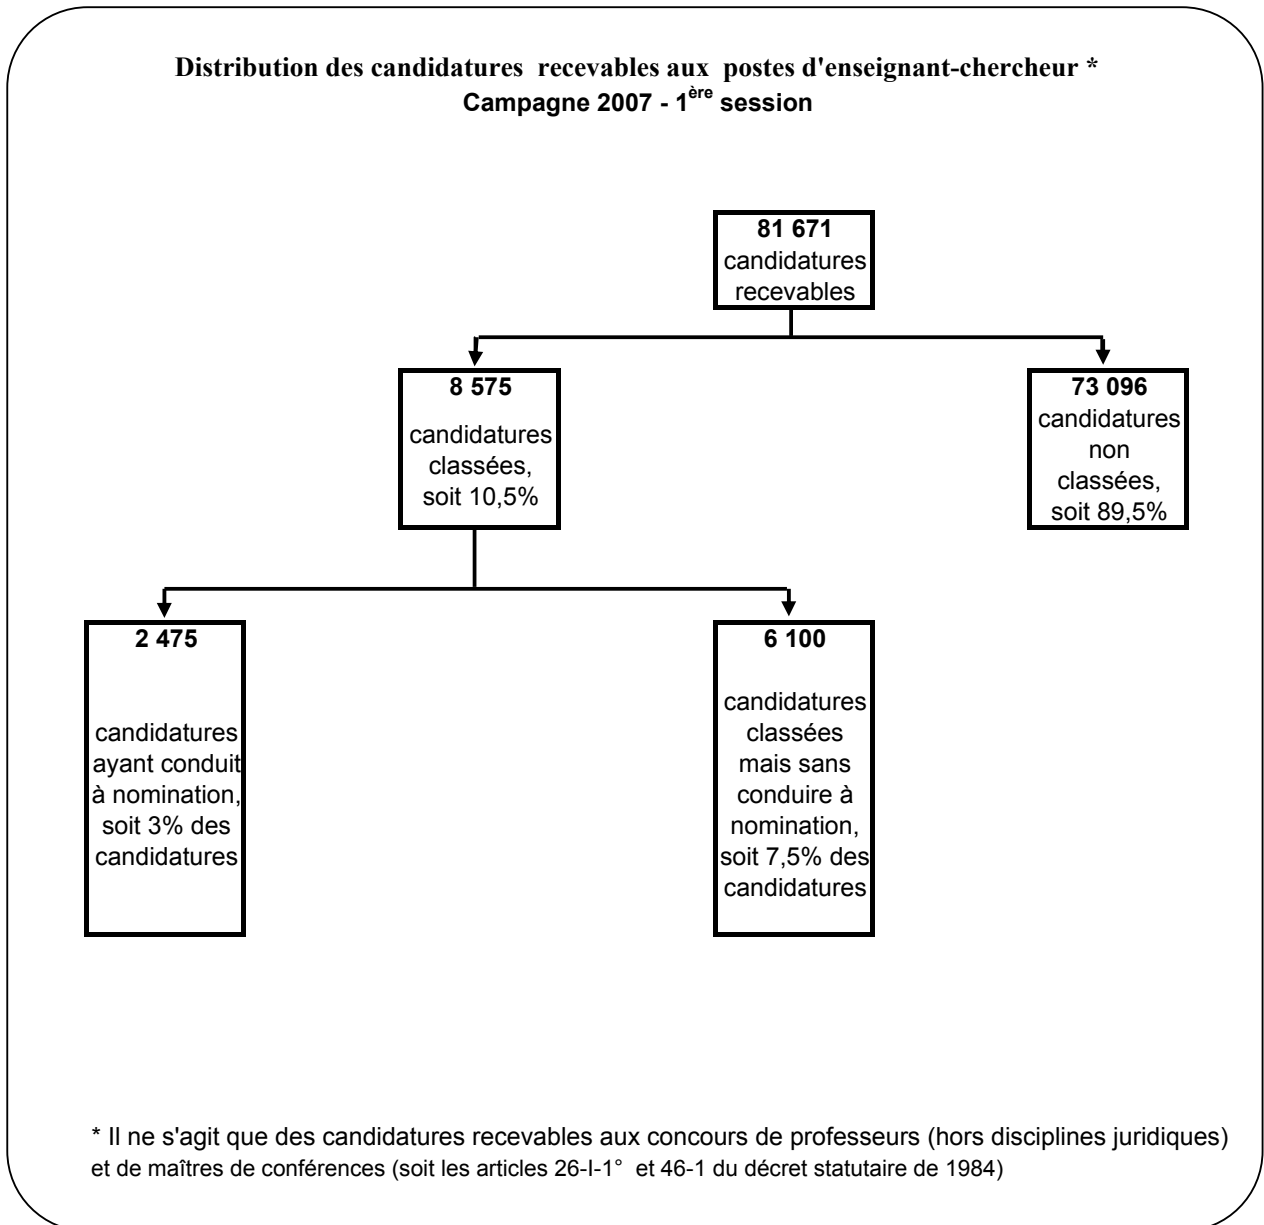 Distribution des candidatures recevables aux postes d'enseignant-chercheur *
Campagne 2007 - 1ère session
81 671
candidatures
recevables
8 575
candidatures
classées,
soit 10,5%
73 096
candidatures
non
classées,
soit 89,5%
2 475
candidatures
ayant conduit
à nomination,
soit 3% des
candidatures
6 100
candidatures
classées
mais sans
conduire à
nomination,
soit 7,5% des
candidatures
* Il ne s'agit que des candidatures recevables aux concours de professeurs (hors disciplines juridiques)
et de maîtres de conférences (soit les articles 26-I-1° et 46-1 du décret statutaire de 1984)